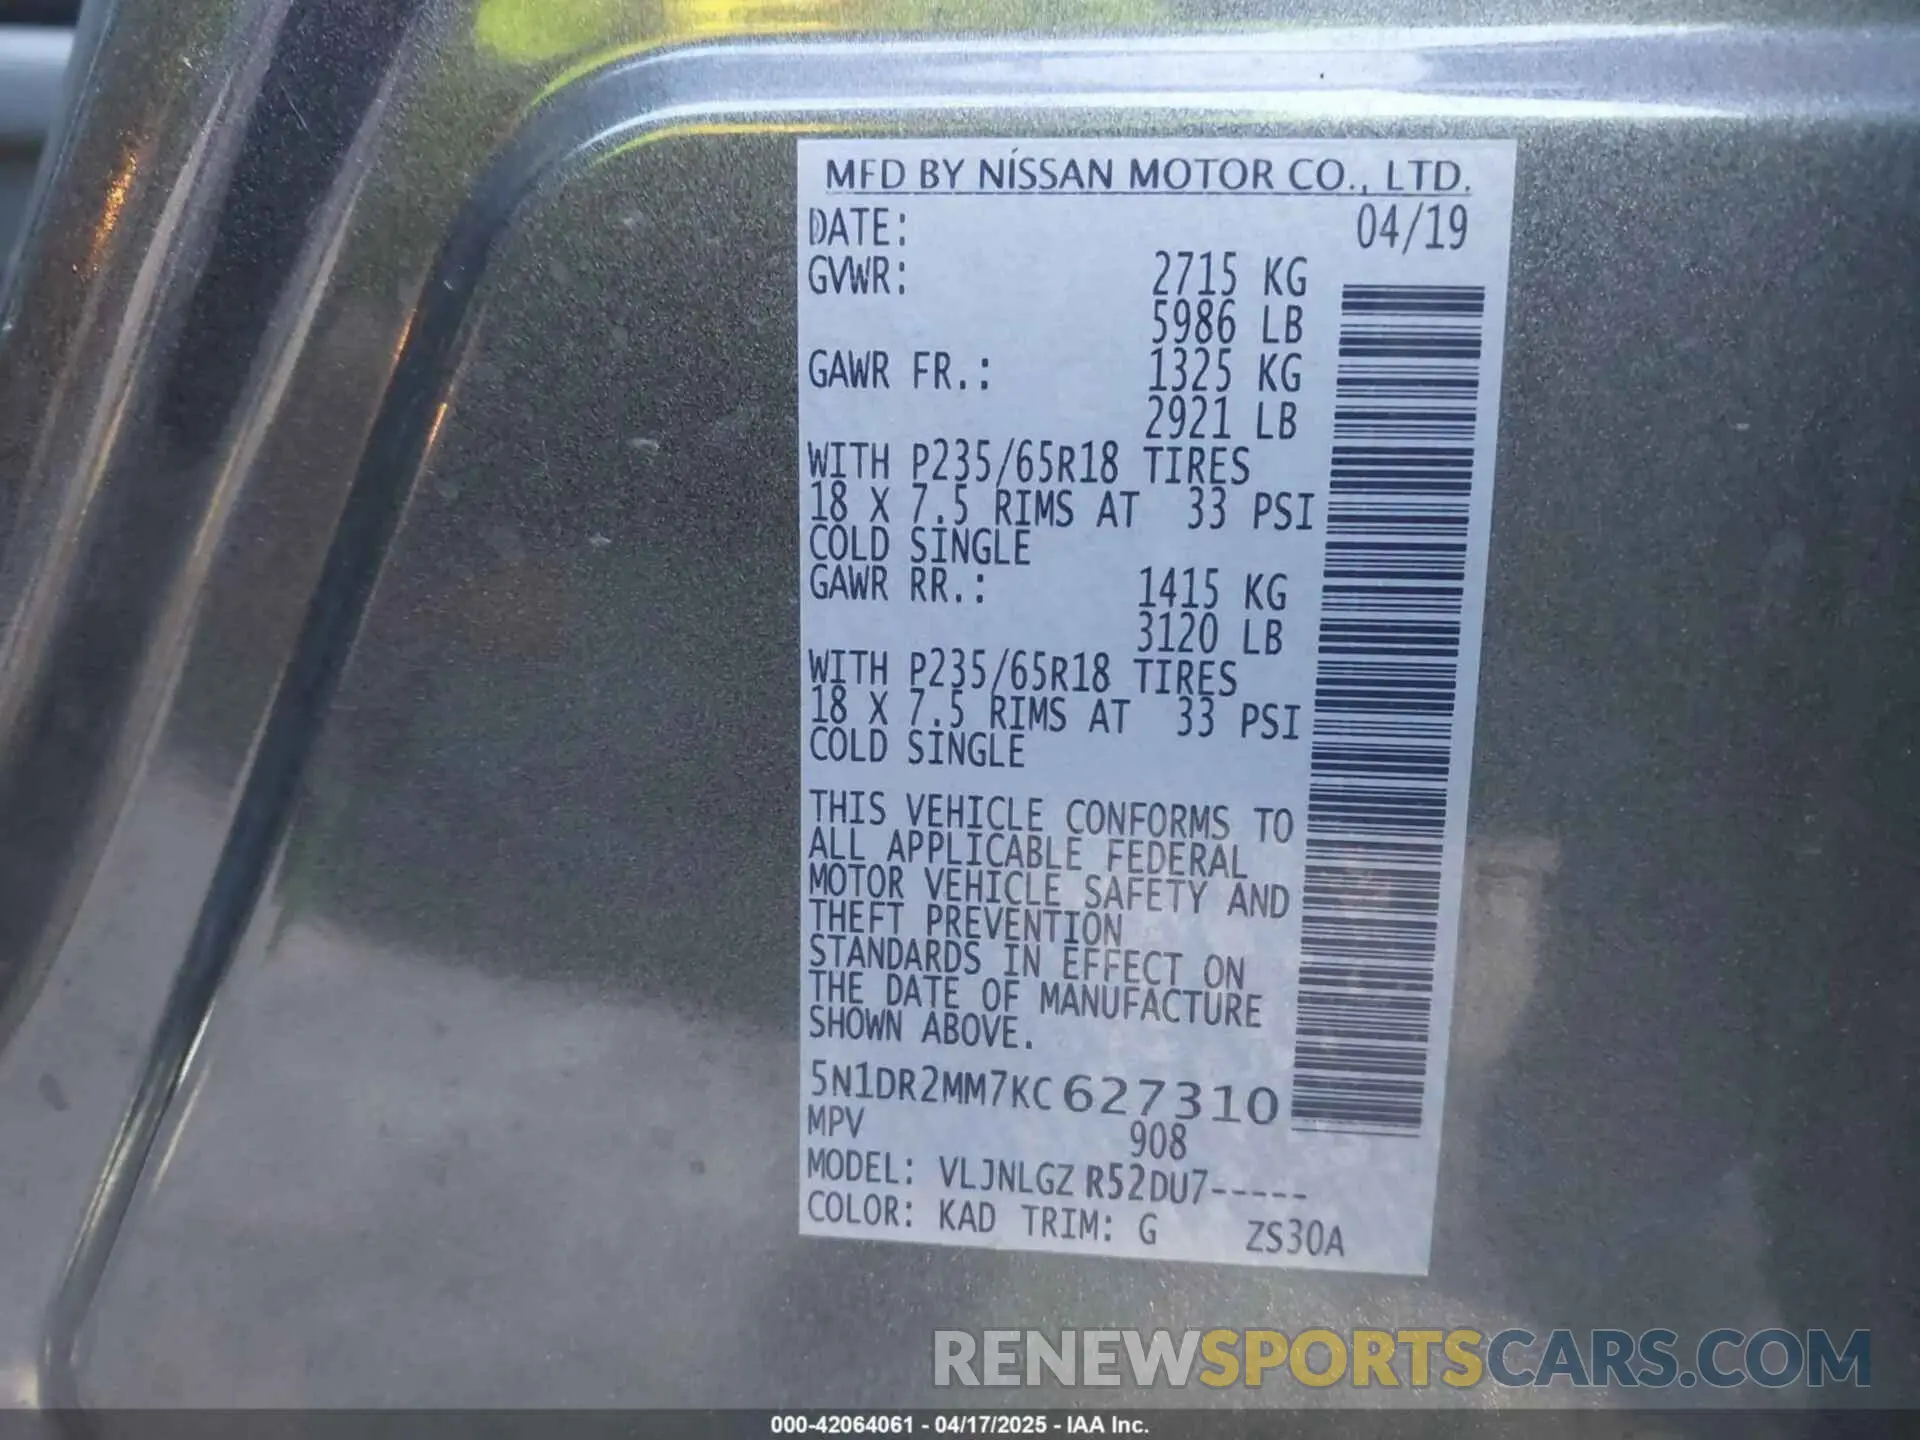 MFD BY NISSAN MOTOR CO., LTD.
DATE: 04/19
GVWR: 2715 KG
5986 LB
GAWR FR.: 1325 KG
2921 LB
WITH P235/65R18 TIRES
18 X 7.5 RIMS AT 33 PSI
COLD SINGLE
GAWR RR.: 1415 KG
3120 LB
WITH P235/65R18 TIRES
18 X 7.5 RIMS AT 33 PSI
COLD SINGLE
THIS VEHICLE CONFORMS TO
ALL APPLICABLE FEDERAL
MOTOR VEHICLE SAFETY AND
THEFT PREVENTION
STANDARDS IN EFFECT ON
THE DATE OF MANUFACTURE
SHOWN ABOVE.
5N1DR2MM7KC627310
MPV 908
MODEL: VLJNLGZ R52DU7-----
COLOR: KAD TRIM: G ZS30A
RENEWSPORTSCARS.COM
000-42064061 - 04/17/2025 - IAA Inc.